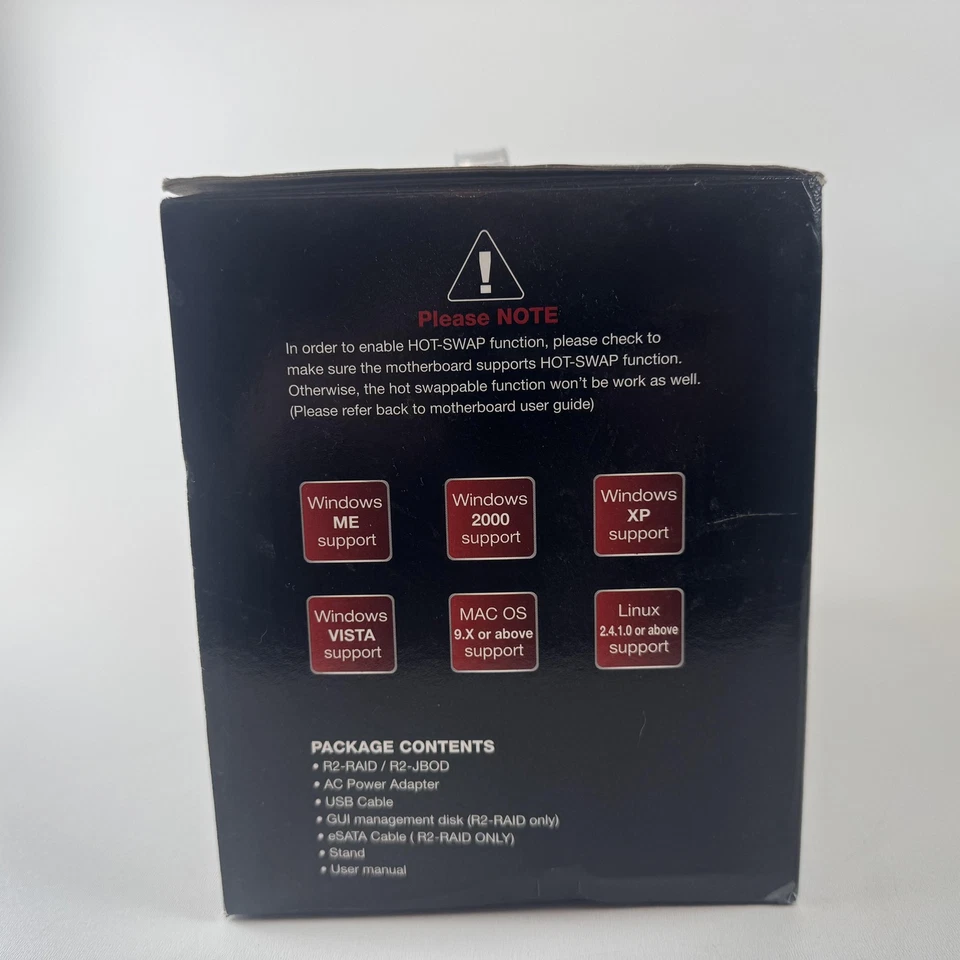 !
Please NOTE
In order to enable HOT-SWAP function, please check to
make sure the motherboard supports HOT-SWAP function.
Otherwise, the hot swappable function won't be work as well.
(Please refer back to motherboard user guide)
Windows
ME
support
Windows
2000
support
Windows
XP
support
Windows
VISTA
support
MAC OS
9.X or above
support
Linux
2.4.1.0 or above
support
PACKAGE CONTENTS
• R2-RAID / R2-JBOD
• AC Power Adapter
• USB Cable
• GUI management disk (R2-RAID only)
• eSATA Cable ( R2-RAID ONLY)
• Stand
• User manual